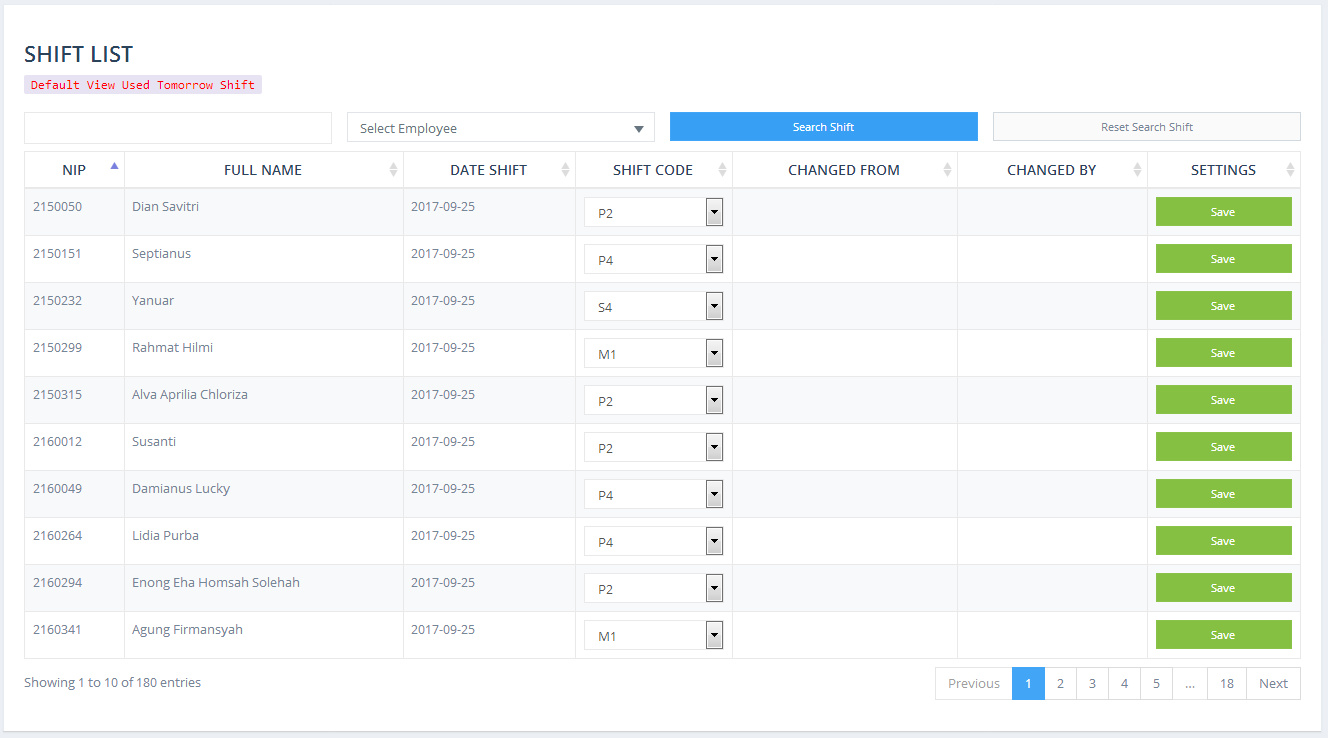 SHIFT LIST
Default View Used Tomorrow Shift
Select Employee Search Shift Reset Search Shift
NIP FULL NAME DATE SHIFT SHIFT CODE CHANGED FROM CHANGED BY SETTINGS
2150050 Dian Savitri 2017-09-25 P2 Save
2150151 Septianus 2017-09-25 P4 Save
2150232 Yanuar 2017-09-25 S4 Save
2150299 Rahmat Hilmi 2017-09-25 M1 Save
2150315 Alva Aprilia Chloriza 2017-09-25 P2 Save
2160012 Susanti 2017-09-25 P2 Save
2160049 Damianus Lucky 2017-09-25 P4 Save
2160264 Lidia Purba 2017-09-25 P4 Save
2160294 Enong Eha Homsah Solehah 2017-09-25 P2 Save
2160341 Agung Firmansyah 2017-09-25 M1 Save
Showing 1 to 10 of 180 entries Previous 1 2 3 4 5 ... 18 Next